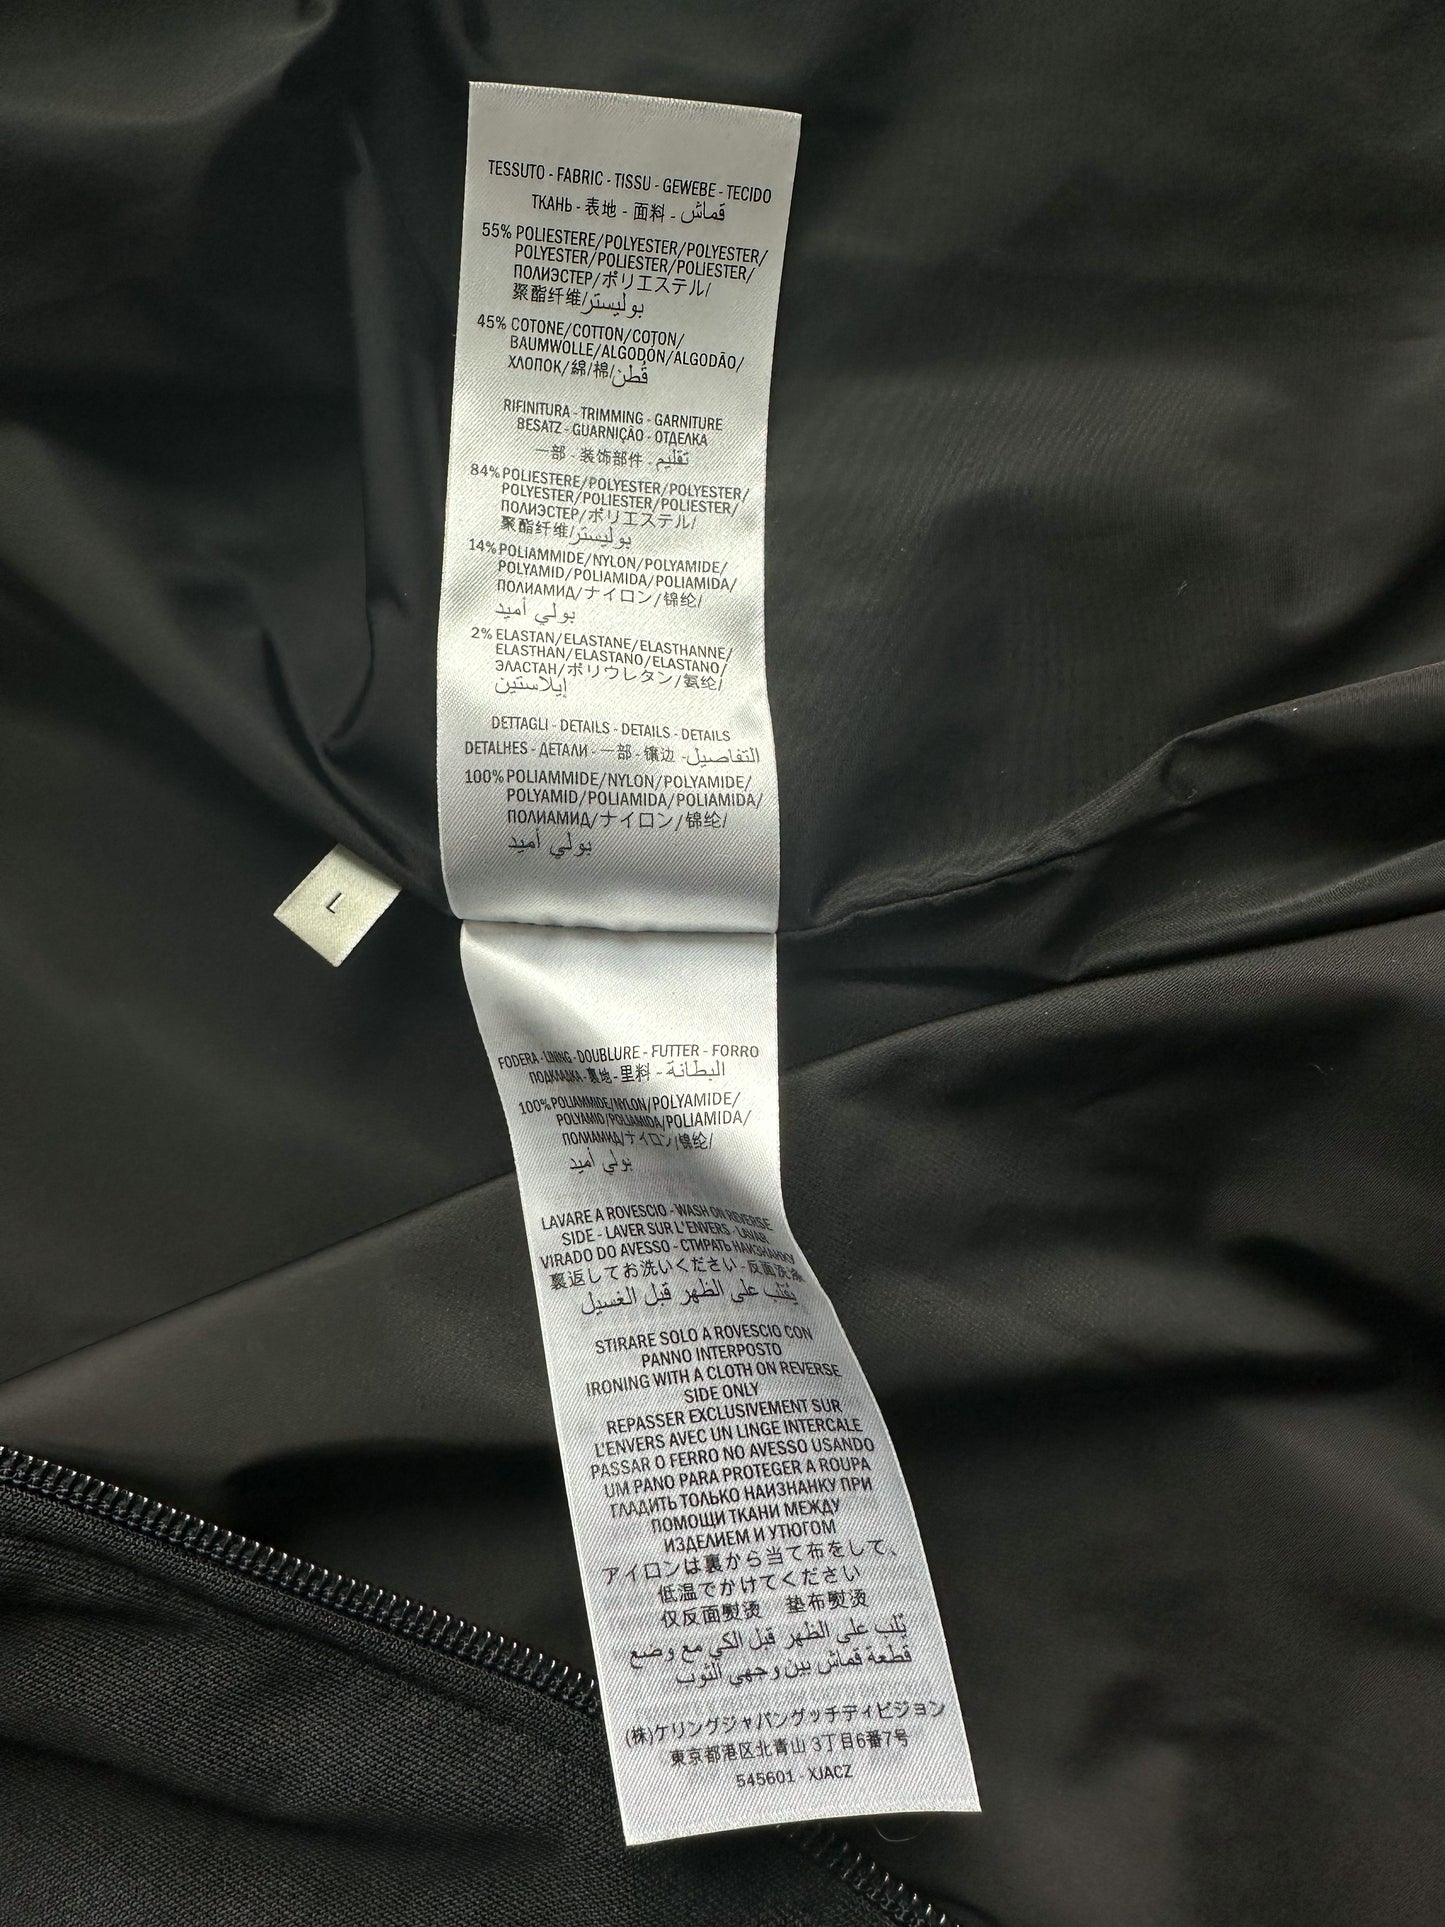 TESSUTO - FABRIC - TISSU - GEWEBE - TECIDO
ТКАНЬ - 表地 - 面料 - قماش
55% POLIESTERE/POLYESTER/POLYESTER/
POLYESTER/POLIESTER/POLIESTER/
ПОЛИЭСТЕР/ポリエステル/
聚酯纤维/بوليستر
45% COTONE/COTTON/COTON/
BAUMWOLLE/ALGODÓN/ALGODÃO/
ХЛОПОК/綿/棉/قطن
RIFINITURA - TRIMMING - GARNITURE
BESATZ - GUARNIÇÃO - ОТДЕЛКА
一部 - 装饰部件 - تقليم
84% POLIESTERE/POLYESTER/POLYESTER/
POLYESTER/POLIESTER/POLIESTER/
ПОЛИЭСТЕР/ポリエステル/
聚酯纤维/بوليستر
14% POLIAMMIDE/NYLON/POLYAMIDE/
POLYAMID/POLIAMIDA/POLIAMIDA/
ПОЛИАМИД/ナイロン/锦纶/
بولي أميد
2% ELASTAN/ELASTANE/ELASTHANNE/
ELASTHAN/ELASTANO/ELASTANO/
ЭЛАСТАН/ポリウレタン/氨纶/
إيلاستين
DETTAGLI - DETAILS - DETAILS - DETAILS
DETALHES - ДЕТАЛИ - 一部 - 镶边 - التفاصيل
100% POLIAMMIDE/NYLON/POLYAMIDE/
POLYAMID/POLIAMIDA/POLIAMIDA/
ПОЛИАМИД/ナイロン/锦纶/
بولي أميد
L
FODERA - LINING - DOUBLURE - FUTTER - FORRO
ПОДКЛАДКА - 裏地 - 里料 - البطانة
100% POLIAMMIDE/NYLON/POLYAMIDE/
POLYAMID/POLIAMIDA/POLIAMIDA/
ПОЛИАМИД/ナイロン/锦纶/
بولي أميد
LAVARE A ROVESCIO - WASH ON REVERSE
SIDE - LAVER SUR L'ENVERS - LAVAR
VIRADO DO AVESSO - СТИРАТЬ НАИЗНАНКУ
裏返してお洗いください - 反面洗涤
يُقلب على الظهر قبل الغسيل
STIRARE SOLO A ROVESCIO CON
PANNO INTERPOSTO
IRONING WITH A CLOTH ON REVERSE
SIDE ONLY
REPASSER EXCLUSIVEMENT SUR
L'ENVERS AVEC UN LINGE INTERCALE
PASSAR O FERRO NO AVESSO USANDO
UM PANO PARA PROTEGER A ROUPA
ГЛАДИТЬ ТОЛЬКО НАИЗНАНКУ ПРИ
ПОМОЩИ ТКАНИ МЕЖДУ
ИЗДЕЛИЕМ И УТЮГОМ
アイロンは裏から当て布をして、
低温でかけてください
仅反面熨烫 垫布熨烫
يُلب على الظهر قبل الكي مع وضع
قطعة قماش بين وجهي الثوب
(株)ケリングジャパングッチディビジョン
東京都港区北青山 3丁目6番7号
545601 - XJACZ